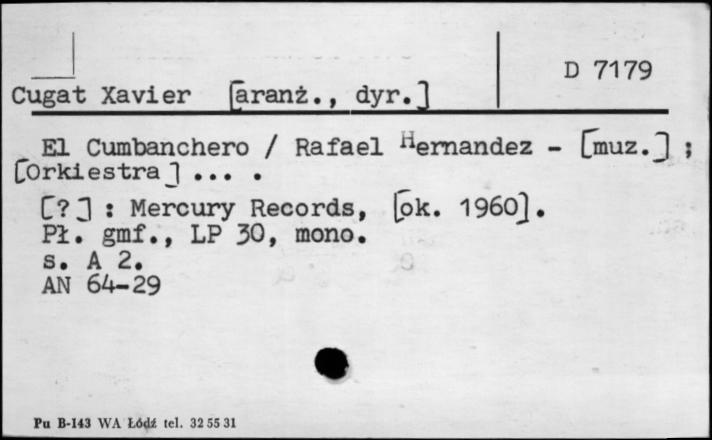 D 7179
Cugat Xavier [aranż., dyr.]
El Cumbanchero / Rafael Hernandez - [muz.] ;
[Orkiestra] ... .
[?] : Mercury Records, [ok. 1960].
Pł. gmf., LP 30, mono.
s. A 2.
AN 64-29
Pu B-143 WA Łódź tel. 32 55 31